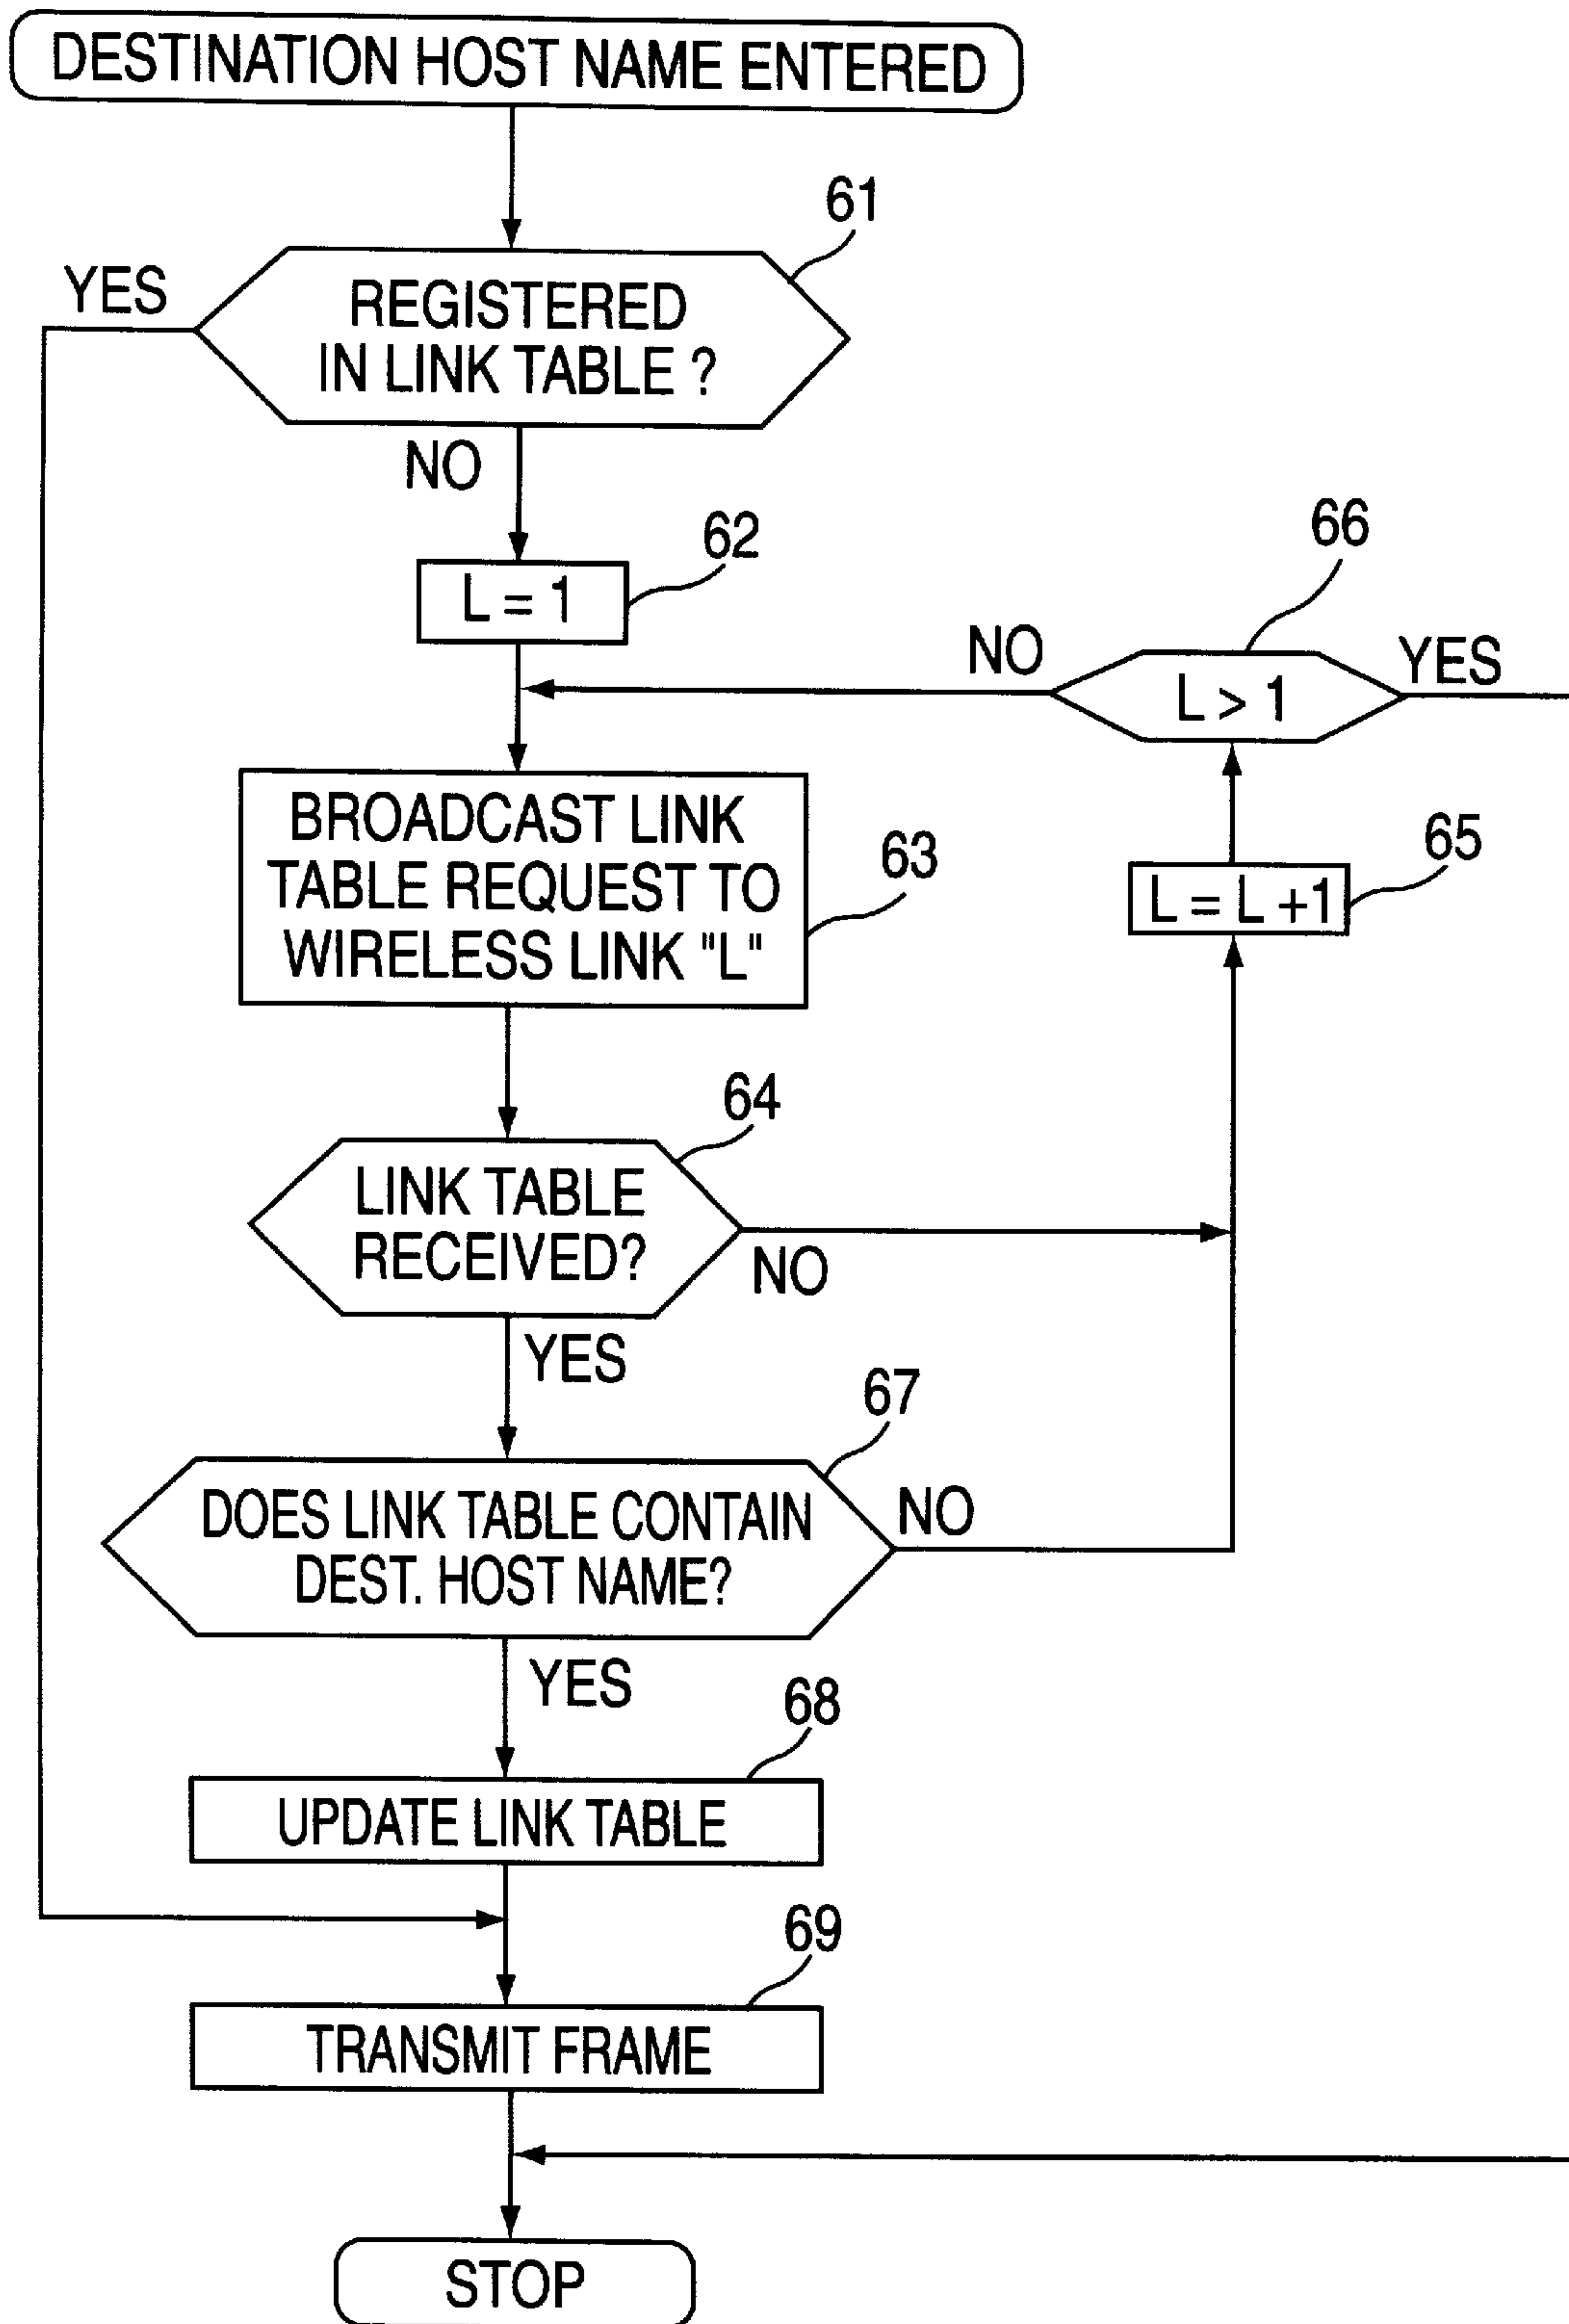 DESTINATION HOST NAME ENTERED
61
YES
REGISTERED
IN LINK TABLE ?
NO
62
L = 1
66
NO
YES
L > 1
BROADCAST LINK
TABLE REQUEST TO
WIRELESS LINK "L"
63
65
L = L +1
64
LINK TABLE
RECEIVED?
NO
YES
67
DOES LINK TABLE CONTAIN
DEST. HOST NAME?
NO
YES
68
UPDATE LINK TABLE
69
TRANSMIT FRAME
STOP